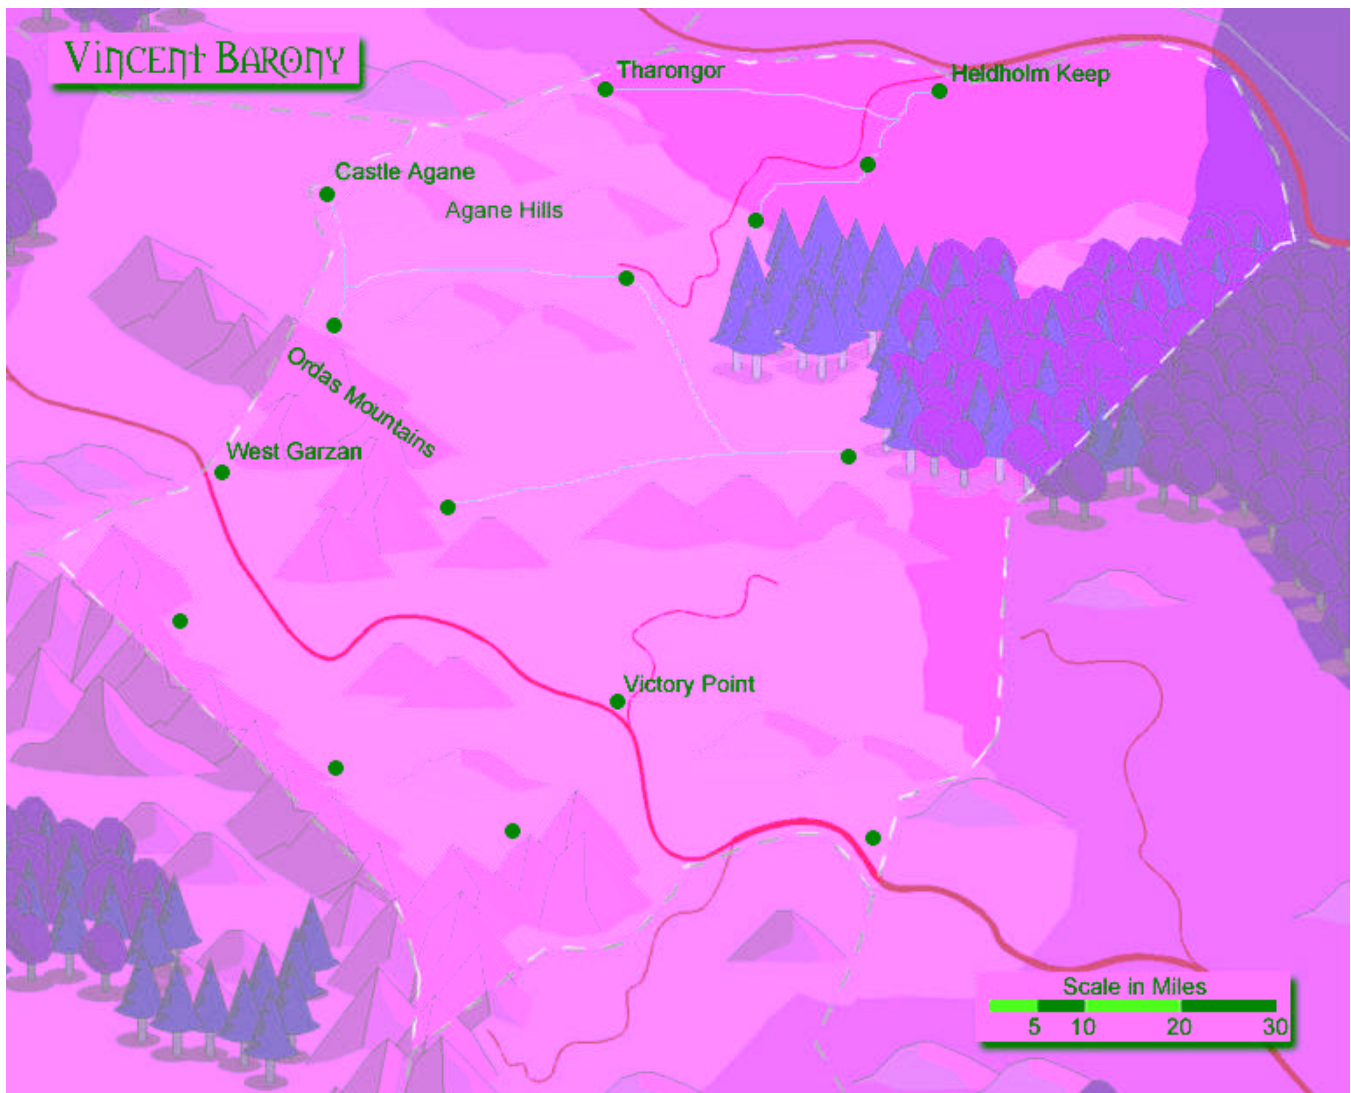 Vincent Barony
Tharongor
Heldholm Keep
Castle Agane
Agane Hills
Ordas Mountains
West Garzan
Victory Point
Scale in Miles
5 10 20 30